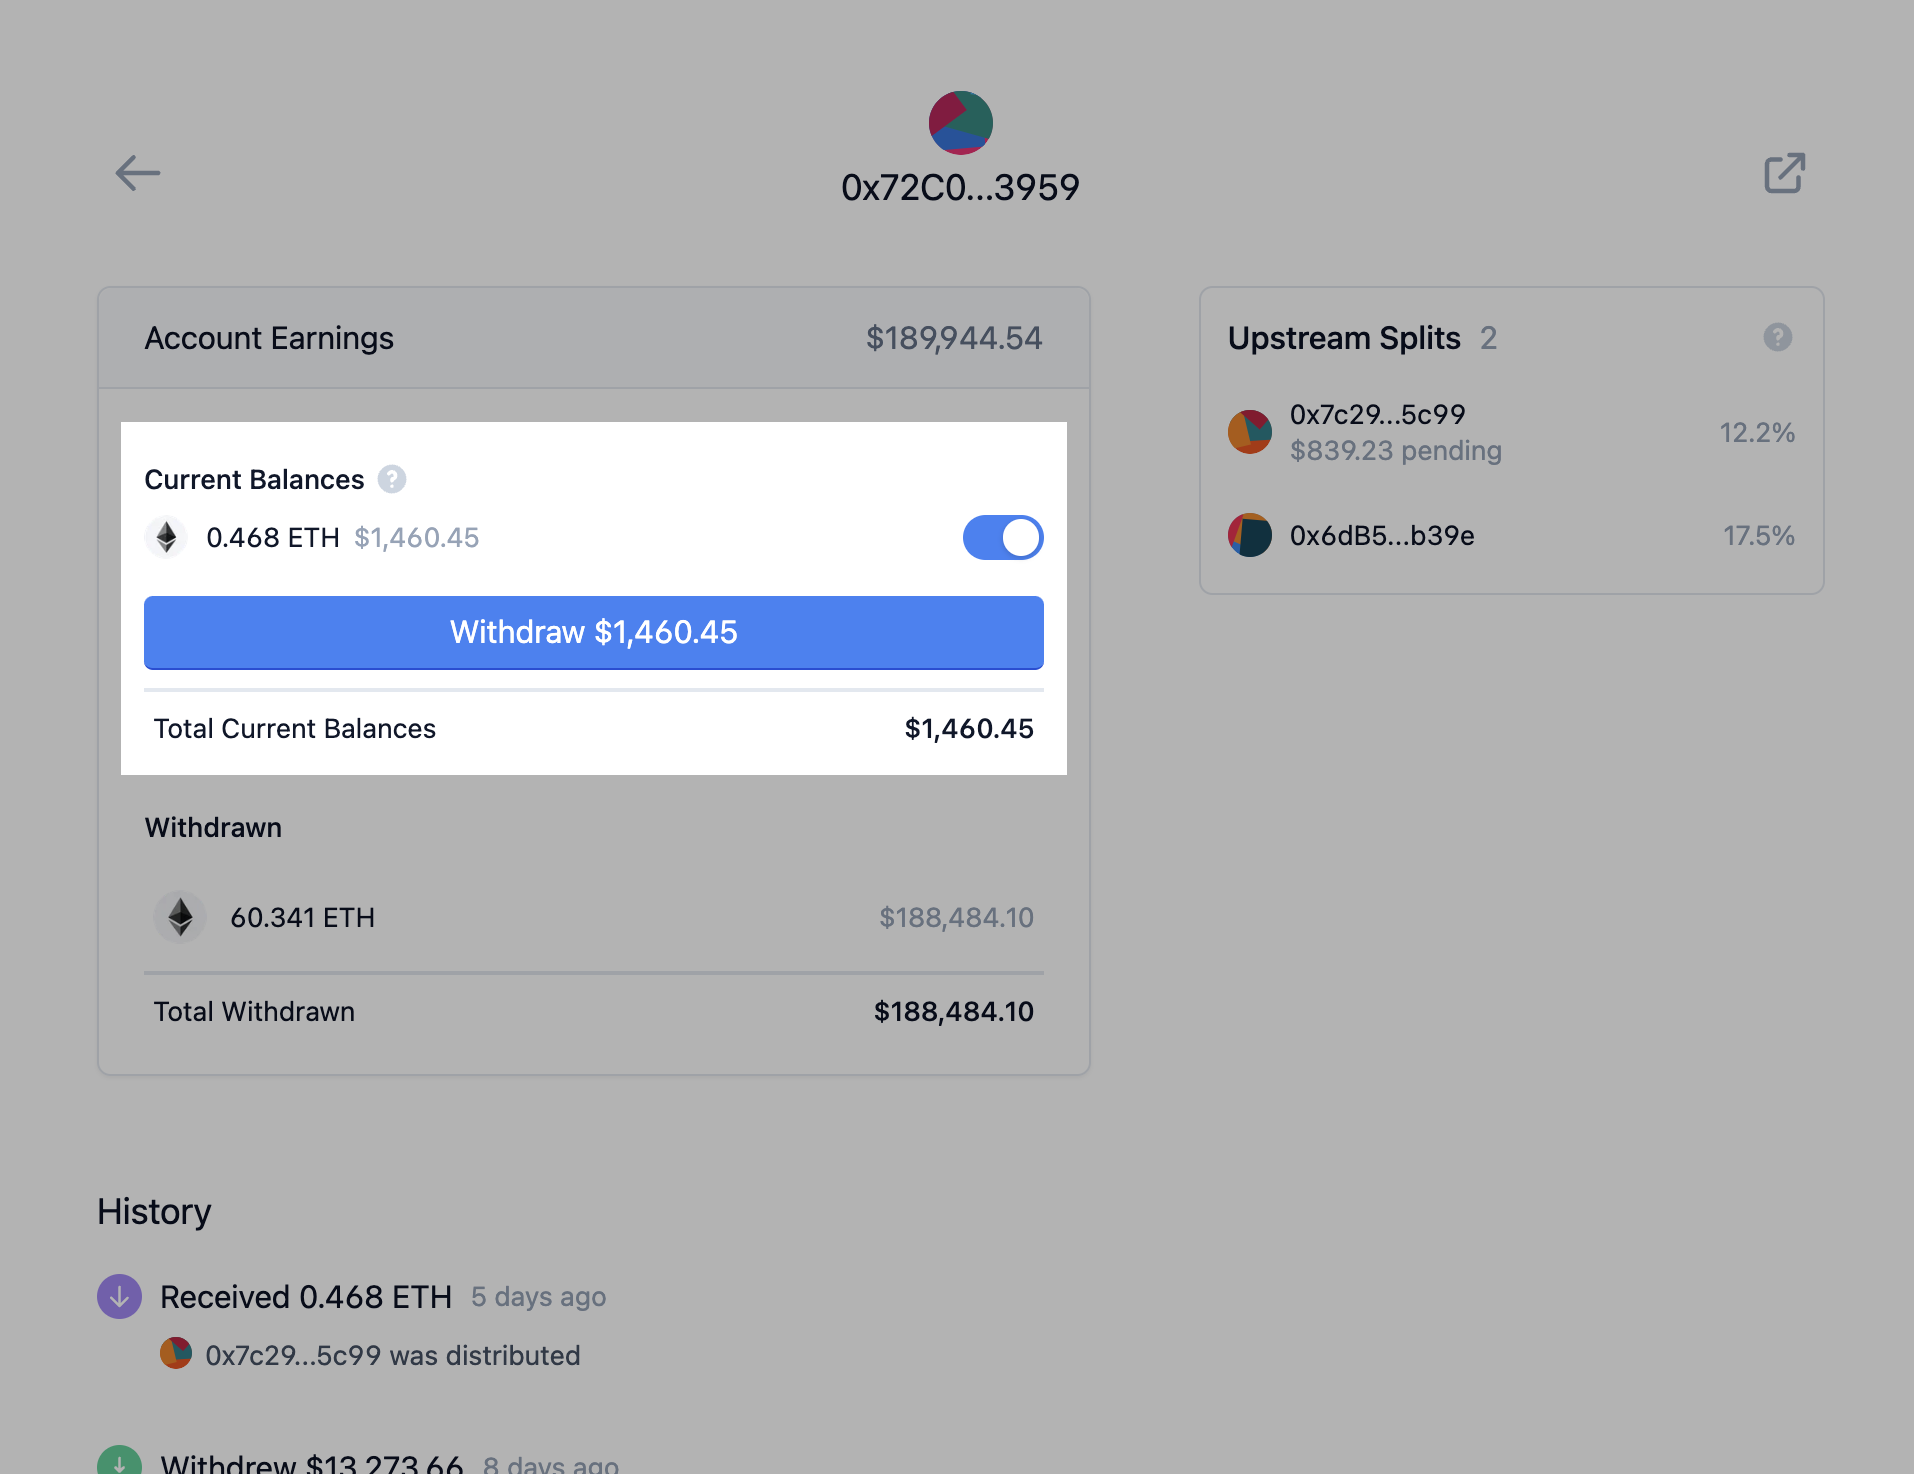 0x72C0...3959
Account Earnings $189,944.54
Current Balances ?
0.468 ETH $1,460.45
Withdraw $1,460.45
Total Current Balances $1,460.45
Withdrawn
60.341 ETH $188,484.10
Total Withdrawn $188,484.10
Upstream Splits 2 ?
0x7c29...5c99
$839.23 pending
12.2%
0x6dB5...b39e 17.5%
History
Received 0.468 ETH 5 days ago
0x7c29...5c99 was distributed
Withdrew $13,273.66 8 days ago